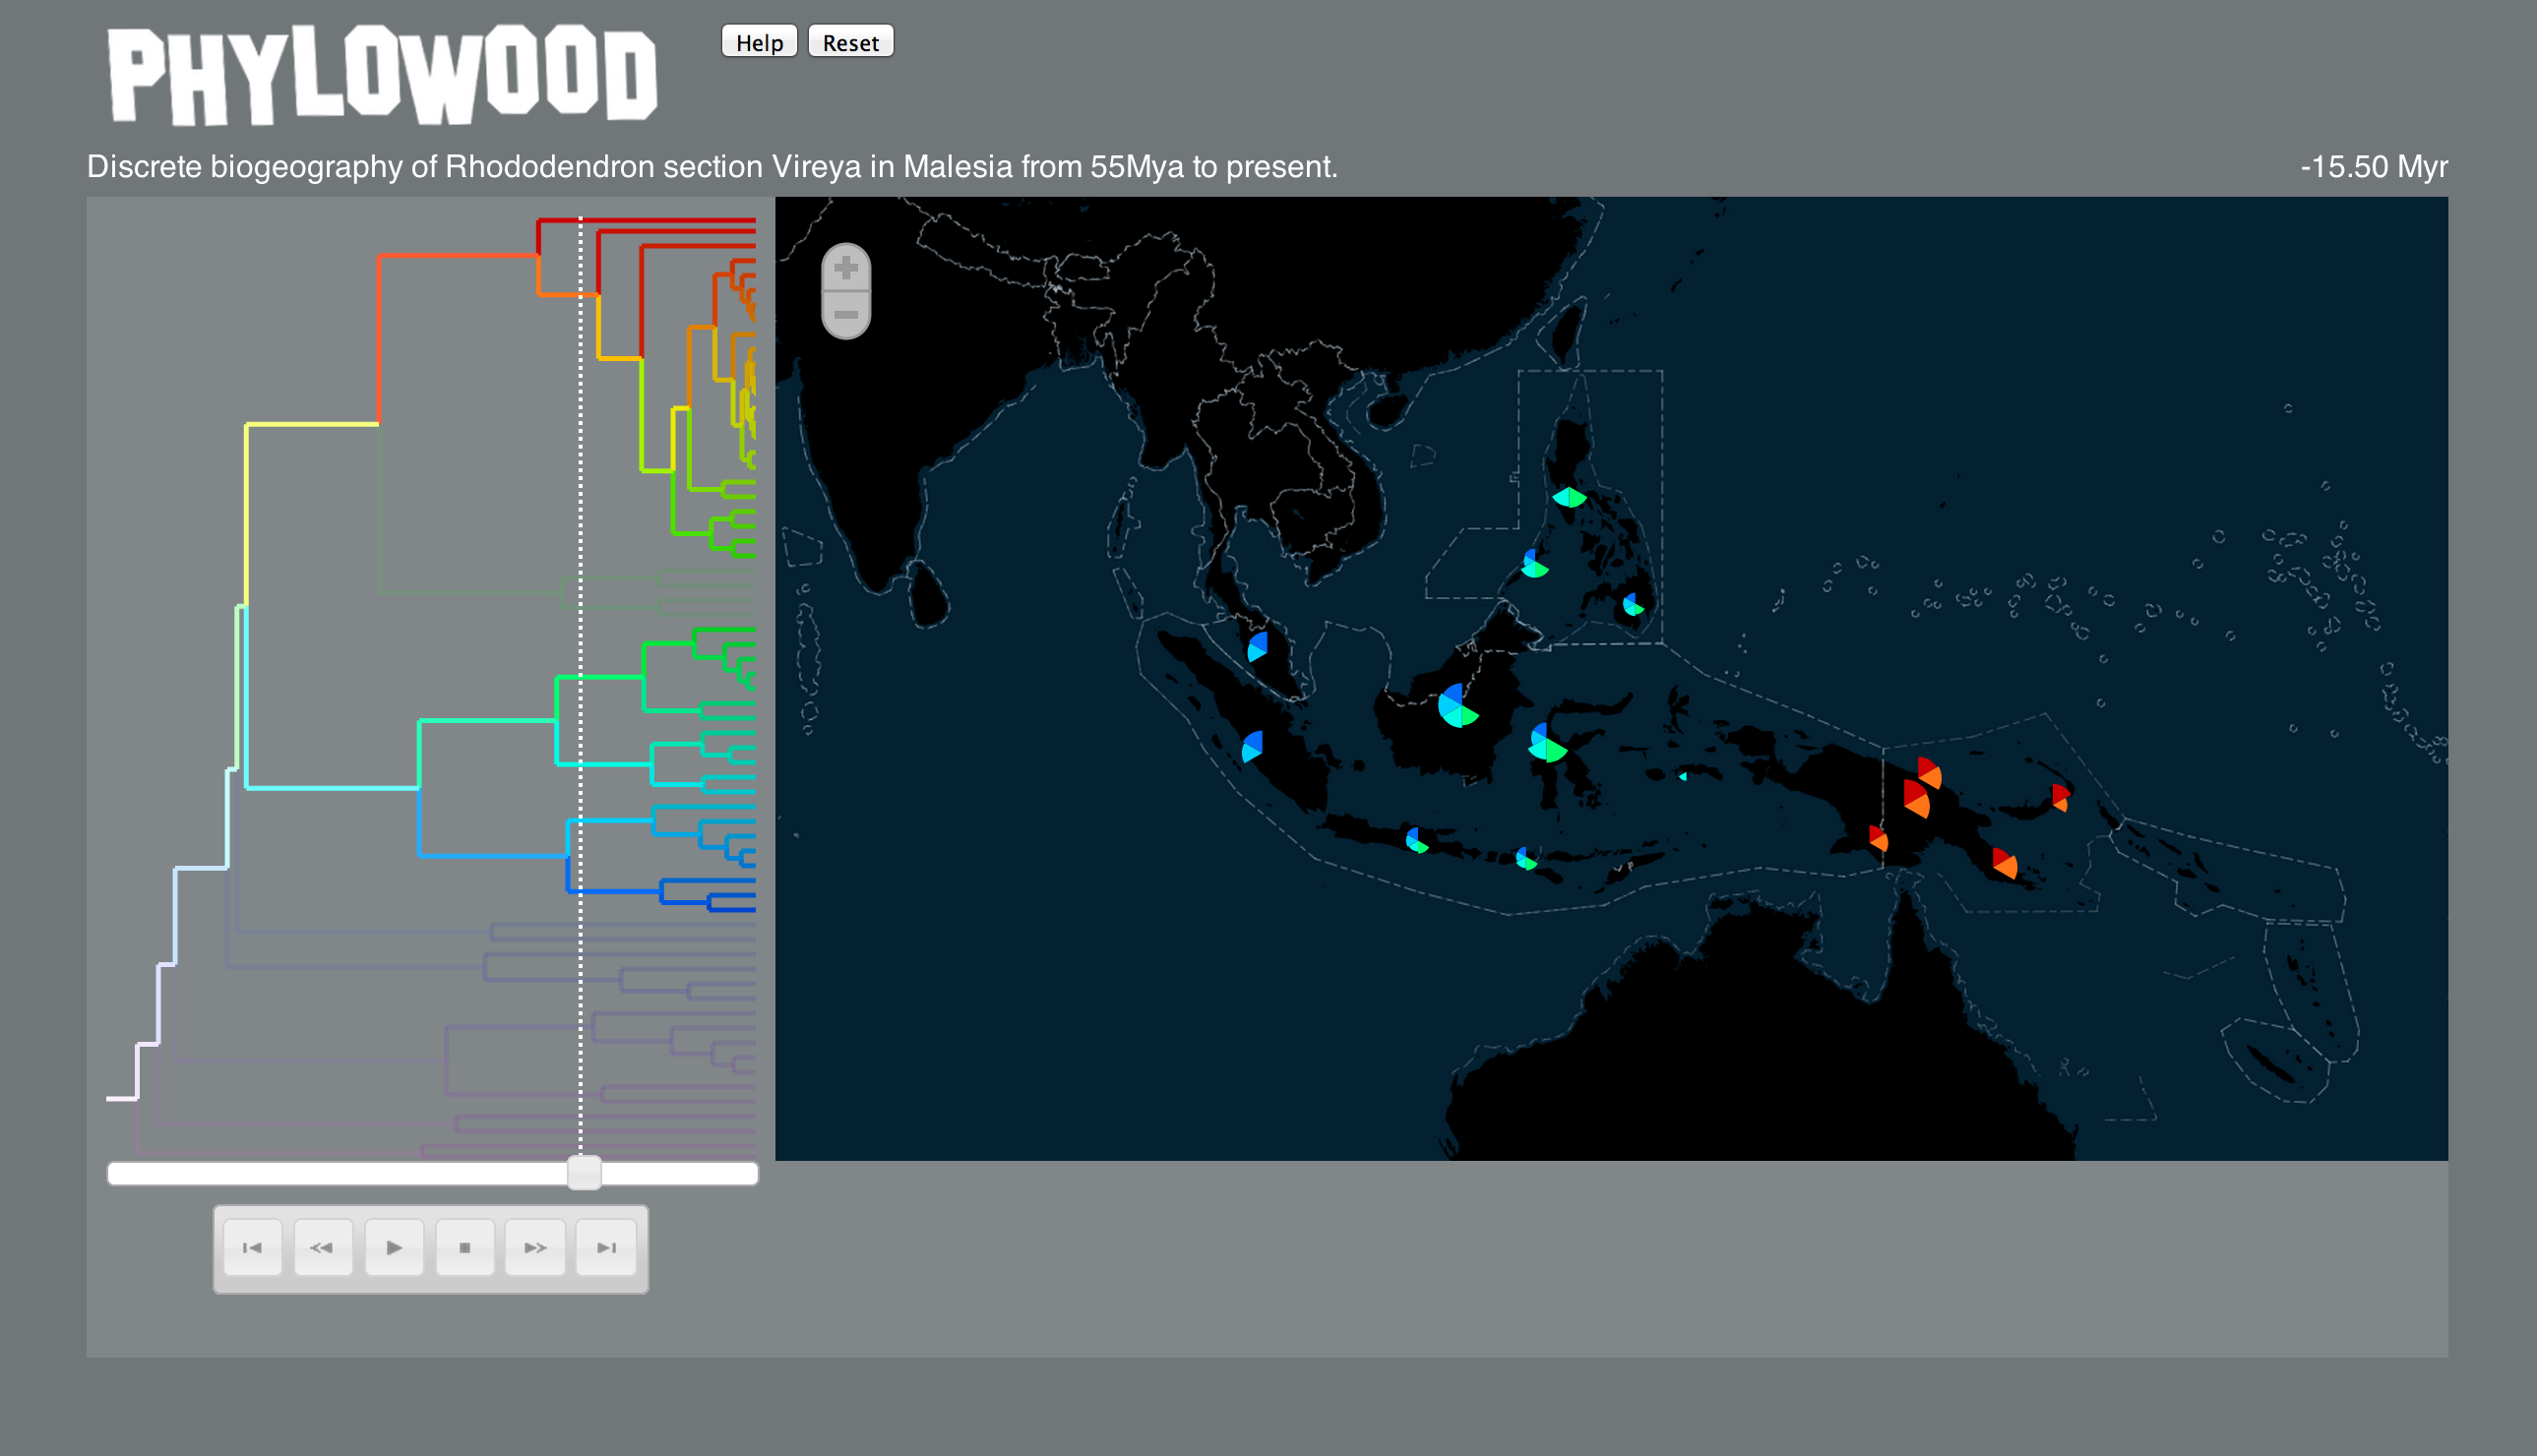 PHYLOWOOD
Help Reset
Discrete biogeography of Rhododendron section Vireya in Malesia from 55Mya to present.
-15.50 Myr